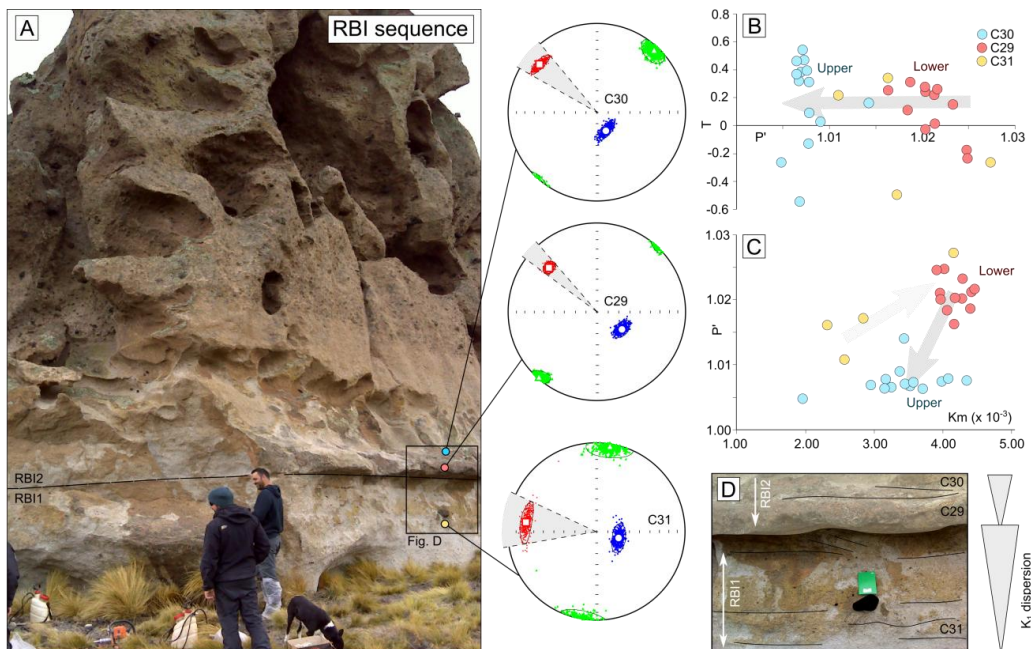 A
RBI sequence
RBI2
RBI1
Fig. D
C30
C29
C31
B
C30
C29
C31
Upper
Lower
0.8
0.6
0.4
0.2
0
-0.2
-0.4
-0.6
T
P'
1.01
1.02
1.03
C
Lower
Upper
1.03
1.02
1.01
1.00
P'
Km (x 10⁻³)
1.00
2.00
3.00
4.00
5.00
D
RBI2
RBI1
C30
C29
C31
K₁ dispersion